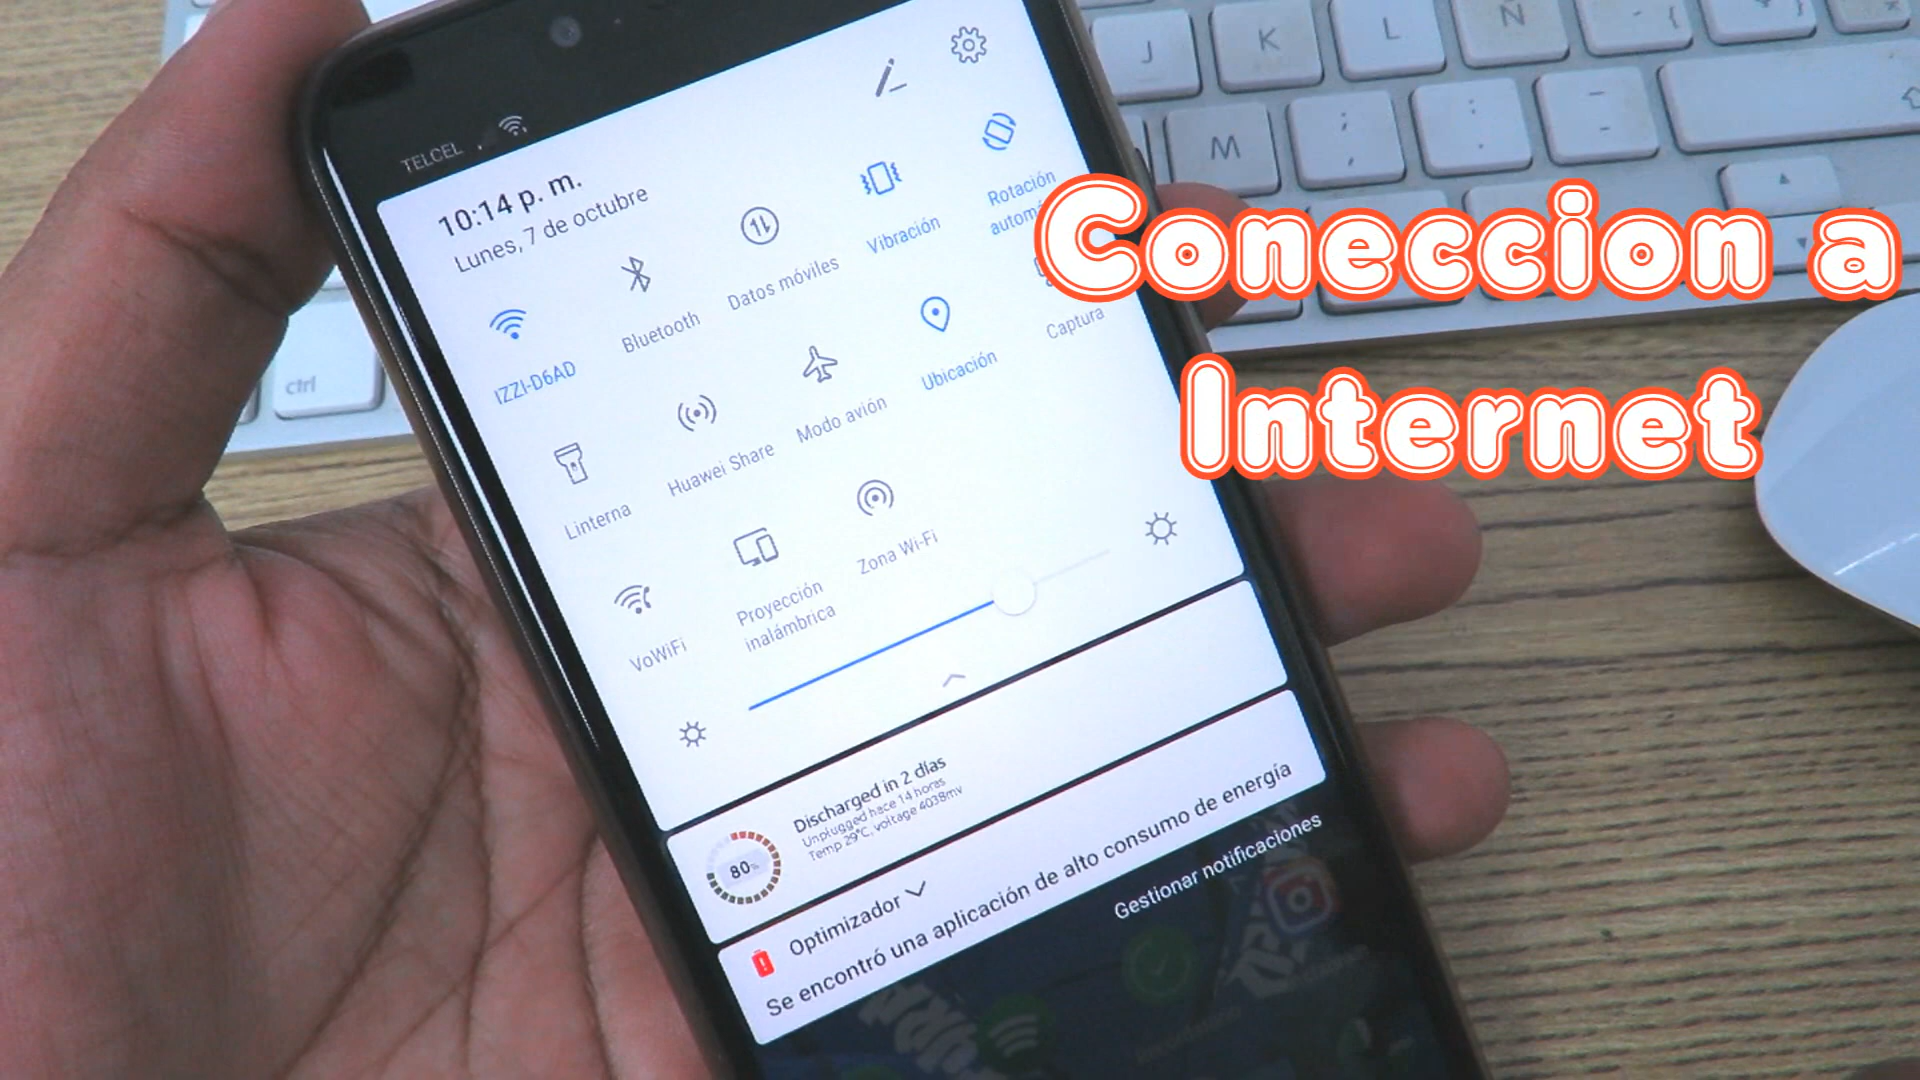 TELCEL
10:14 p. m.
Lunes, 7 de octubre
IZZI-D6AD
Bluetooth
Datos móviles
Vibración
Rotación
Linterna
Huawei Share
Modo avión
Ubicación
Captura
VoWiFi
Proyección
inalámbrica
Zona Wi-Fi
80%
Discharged in 2 días
Unplugged hace 14 horas
Temp 29°C, voltage 4038mv
Optimizador
Se encontró una aplicación de alto consumo de energía
Gestionar notificaciones
Coneccion a
Internet
J
K
L
Ñ
M
ctrl